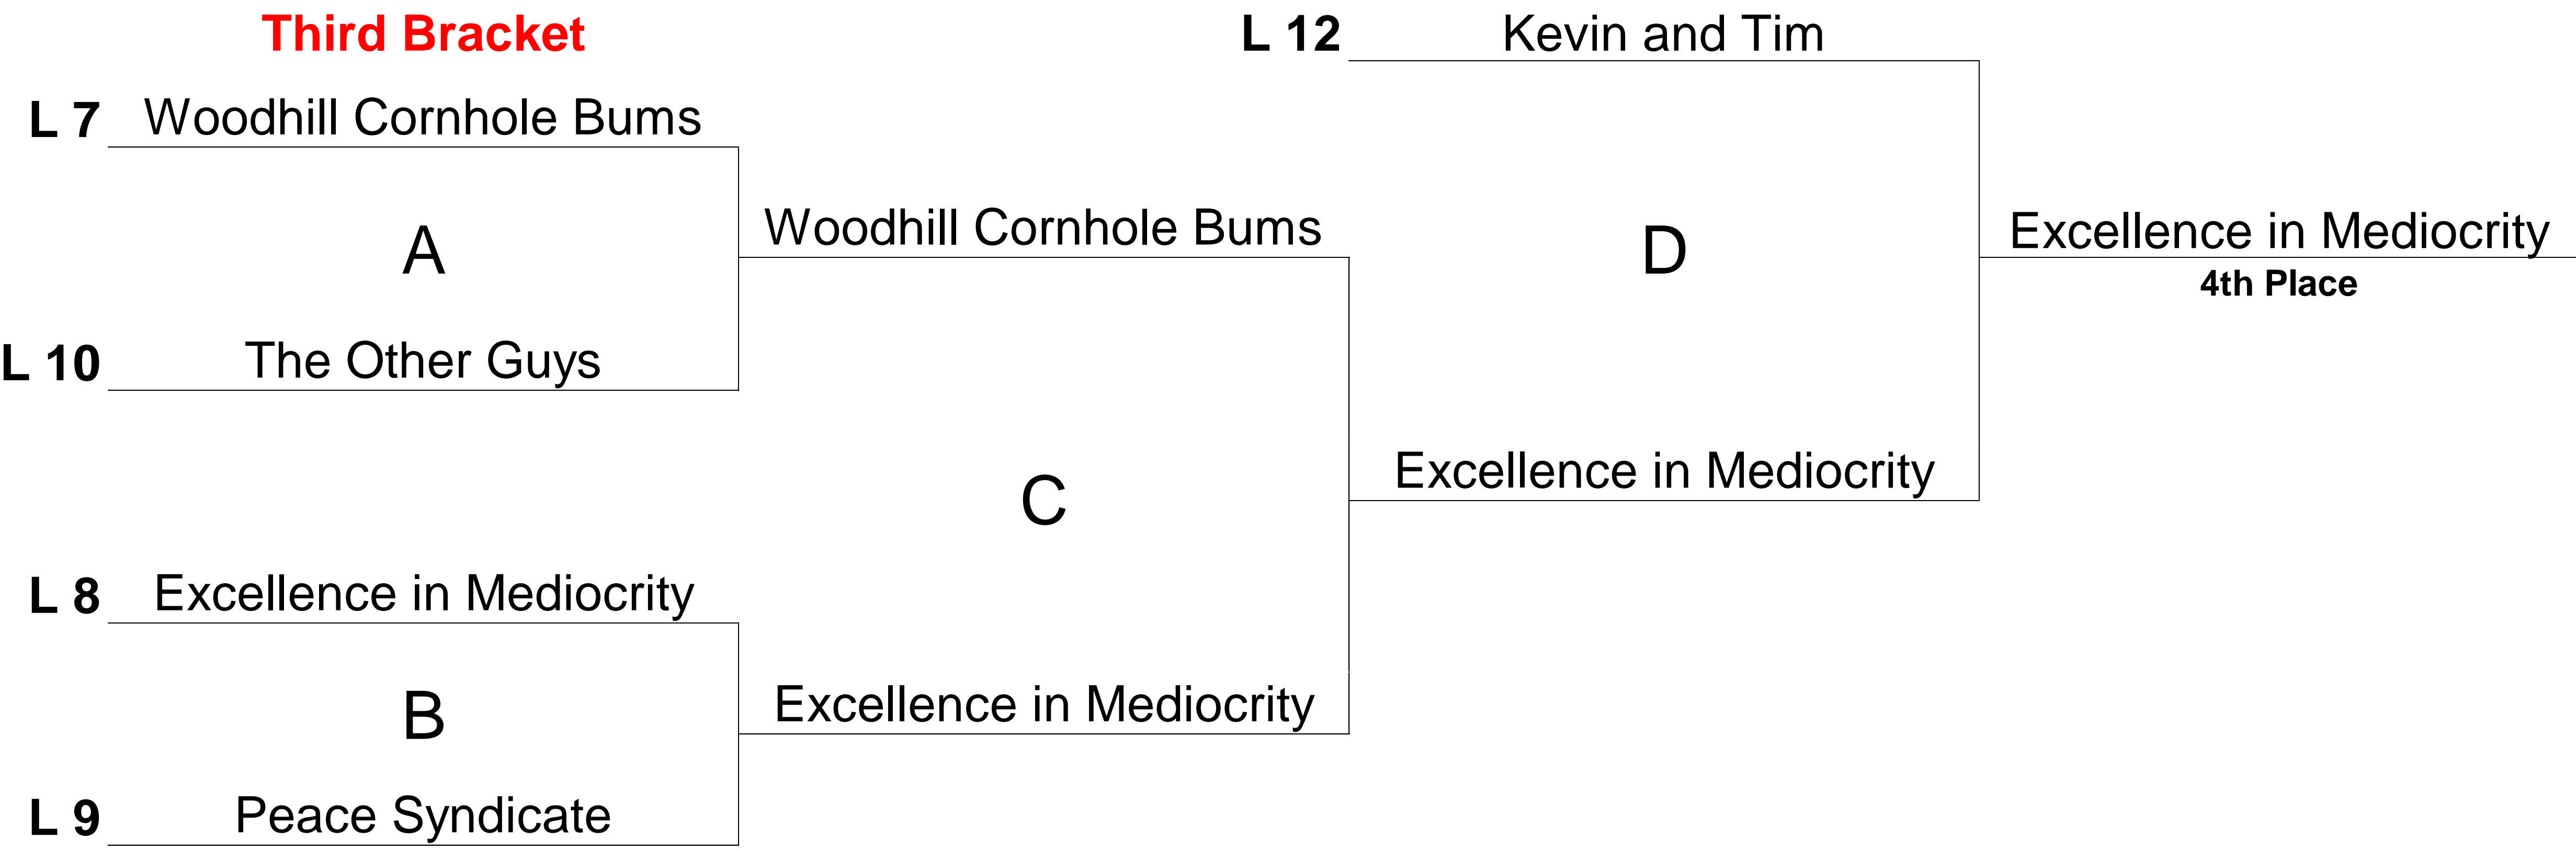 Third Bracket
L 12 Kevin and Tim
L 7 Woodhill Cornhole Bums
A
Woodhill Cornhole Bums
D
Excellence in Mediocrity
4th Place
L 10 The Other Guys
C
Excellence in Mediocrity
L 8 Excellence in Mediocrity
B
Excellence in Mediocrity
L 9 Peace Syndicate